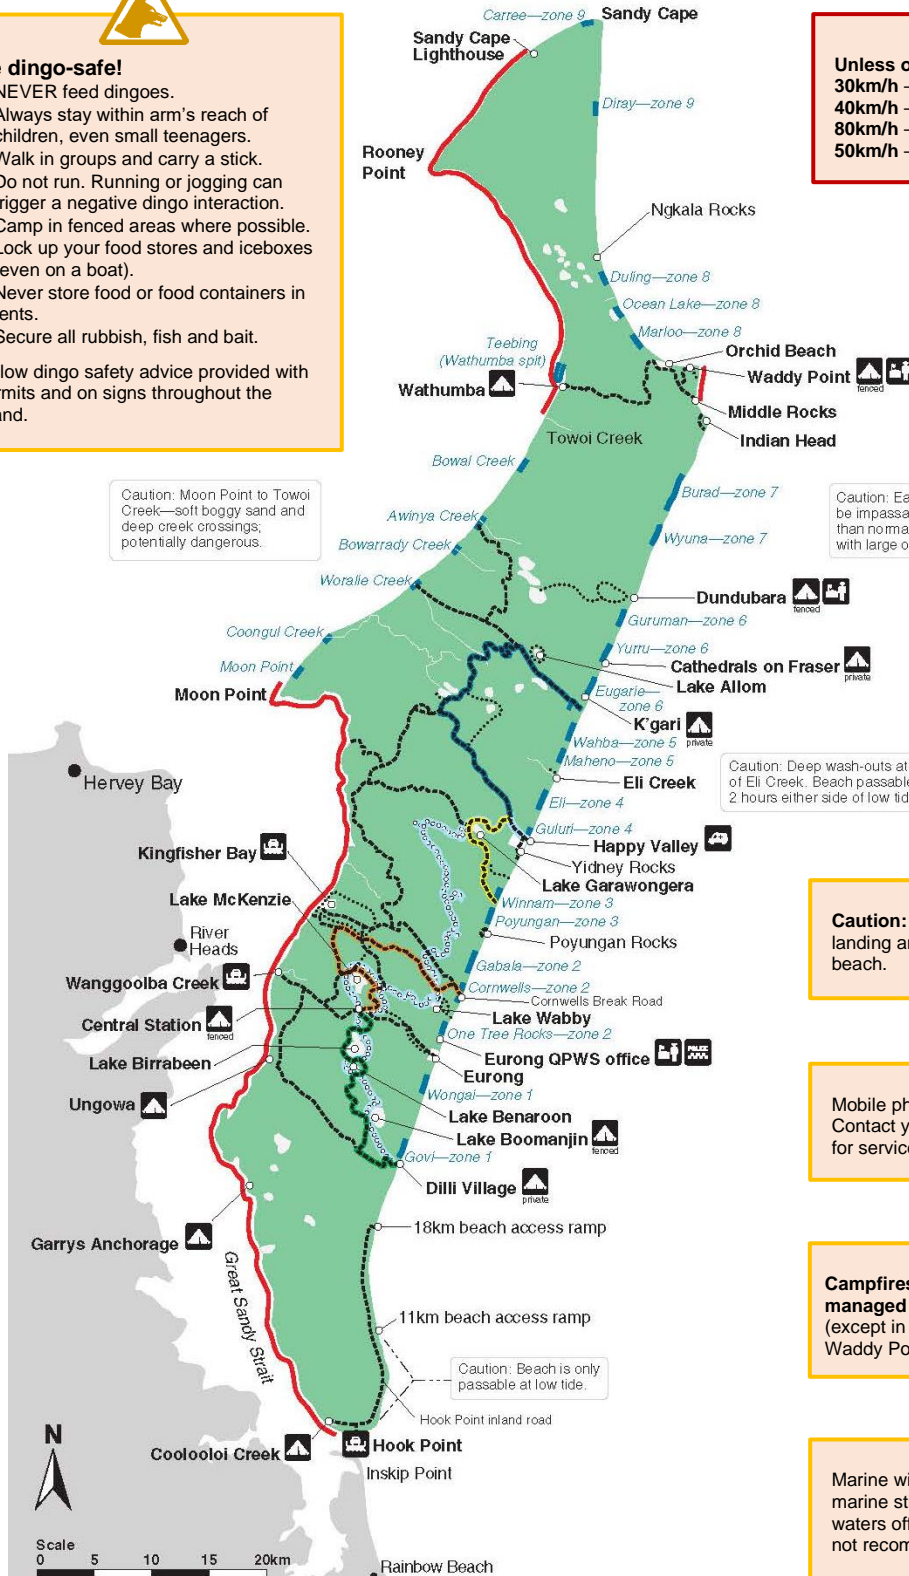 Carree—zone 9
Sandy Cape
Sandy Cape
Lighthouse
dingo-safe!
NEVER feed dingoes.
Always stay within arm's reach of
children, even small teenagers.
Walk in groups and carry a stick.
Do not run. Running or jogging can
trigger a negative dingo interaction.
Camp in fenced areas where possible.
Lock up your food stores and iceboxes
(even on a boat).
Never store food or food containers in
tents.
Secure all rubbish, fish and bait.
low dingo safety advice provided with
rmits and on signs throughout the
and.
Unless o
30km/h -
40km/h -
80km/h -
50km/h -
Diray—zone 9
Rooney
Point
Ngkala Rocks
Duling—zone 8
Ocean Lake—zone 8
Marloo—zone 8
Orchid Beach
Teebing
(Wathumba spit)
Wathumba
Waddy Point
fenced
Middle Rocks
Indian Head
Towoi Creek
Bowal Creek
Caution: Moon Point to Towoi
Creek—soft boggy sand and
deep creek crossings;
potentially dangerous.
Burad—zone 7
Caution: Ea
be impassa
than norma
with large o
Awinya Creek
Wyuna—zone 7
Bowarrady Creek
Woralie Creek
Dundubara
fenced
Guruman—zone 6
Coongul Creek
Yurru—zone 6
Moon Point
Cathedrals on Fraser
private
Moon Point
Lake Allom
Eugarie—
zone 6
K'gari
private
Wahba—zone 5
Maheno—zone 5
Caution: Deep wash-outs at
of Eli Creek. Beach passable
2 hours either side of low tid
Hervey Bay
Eli Creek
Eli—zone 4
Guluri—zone 4
Happy Valley
Kingfisher Bay
Yidney Rocks
Lake Garawongera
Lake McKenzie
Winnam—zone 3
Poyungan—zone 3
Caution:
landing ar
beach.
River
Heads
Poyungan Rocks
Wanggoolba Creek
Gabala—zone 2
Cornwells—zone 2
Cornwells Break Road
Central Station
fenced
Lake Wabby
One Tree Rocks—zone 2
Lake Birrabeen
Eurong QPWS office
POLICE
Eurong
Ungowa
Wongai—zone 1
Mobile ph
Contact y
for service
Lake Benaroon
Lake Boomanjin
fenced
Govi—zone 1
Dilli Village
private
18km beach access ramp
Garrys Anchorage
Great Sandy Strait
Campfires
managed
(except in
Waddy Po
11km beach access ramp
Caution: Beach is only
passable at low tide.
Hook Point inland road
N
Coolooloi Creek
Hook Point
Inskip Point
Marine wi
marine st
waters off
not recom
Scale
0 5 10 15 20km
Rainbow Beach